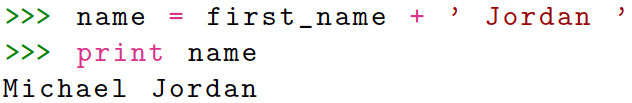 >>> name = first_name + ’ Jordan ’
>>> print name
Michael Jordan